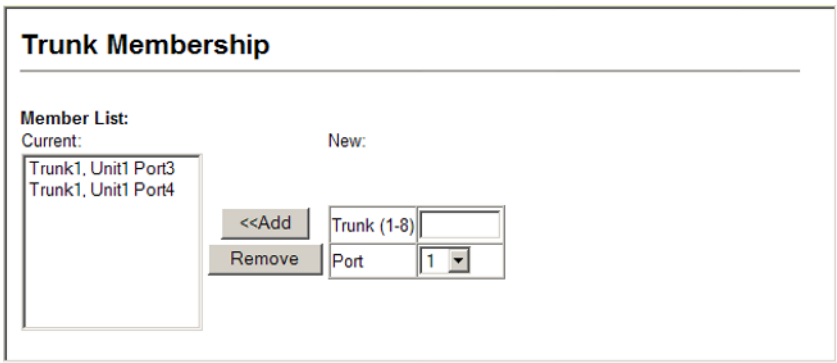 Trunk Membership
Member List:
Current:
New:
Trunk1, Unit1 Port3
Trunk1, Unit1 Port4
<<Add
Trunk (1-8)
Remove
Port
1